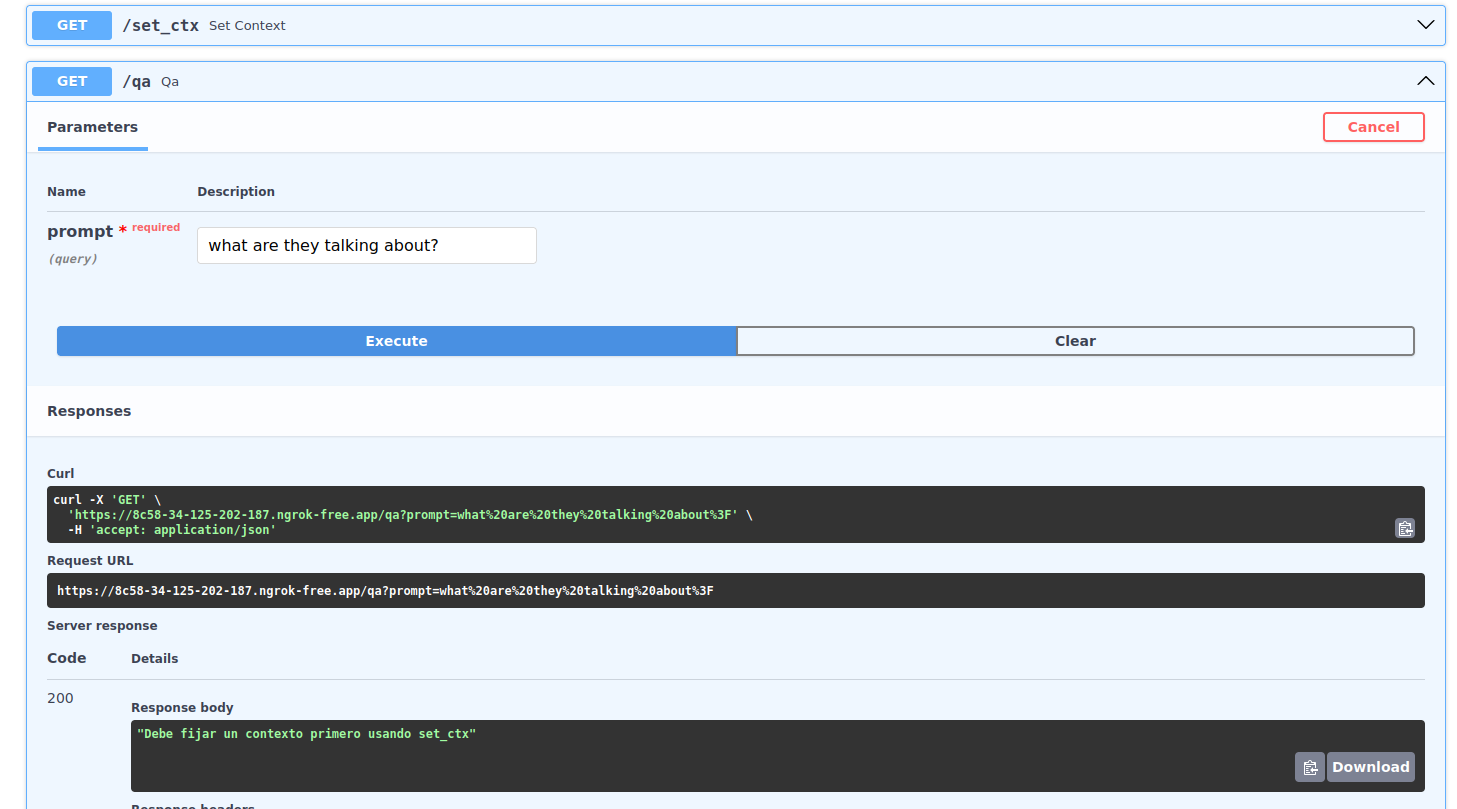 GET /set_ctx Set Context
GET /qa Qa
Parameters
Cancel
Name Description
prompt * required
(query)
what are they talking about?
Execute Clear
Responses
Curl
curl -X 'GET' \
'https://8c58-34-125-202-187.ngrok-free.app/qa?prompt=what%20are%20they%20talking%20about%3F' \
-H 'accept: application/json'
Request URL
https://8c58-34-125-202-187.ngrok-free.app/qa?prompt=what%20are%20they%20talking%20about%3F
Server response
Code Details
200
Response body
"Debe fijar un contexto primero usando set_ctx"
Download
Response headers